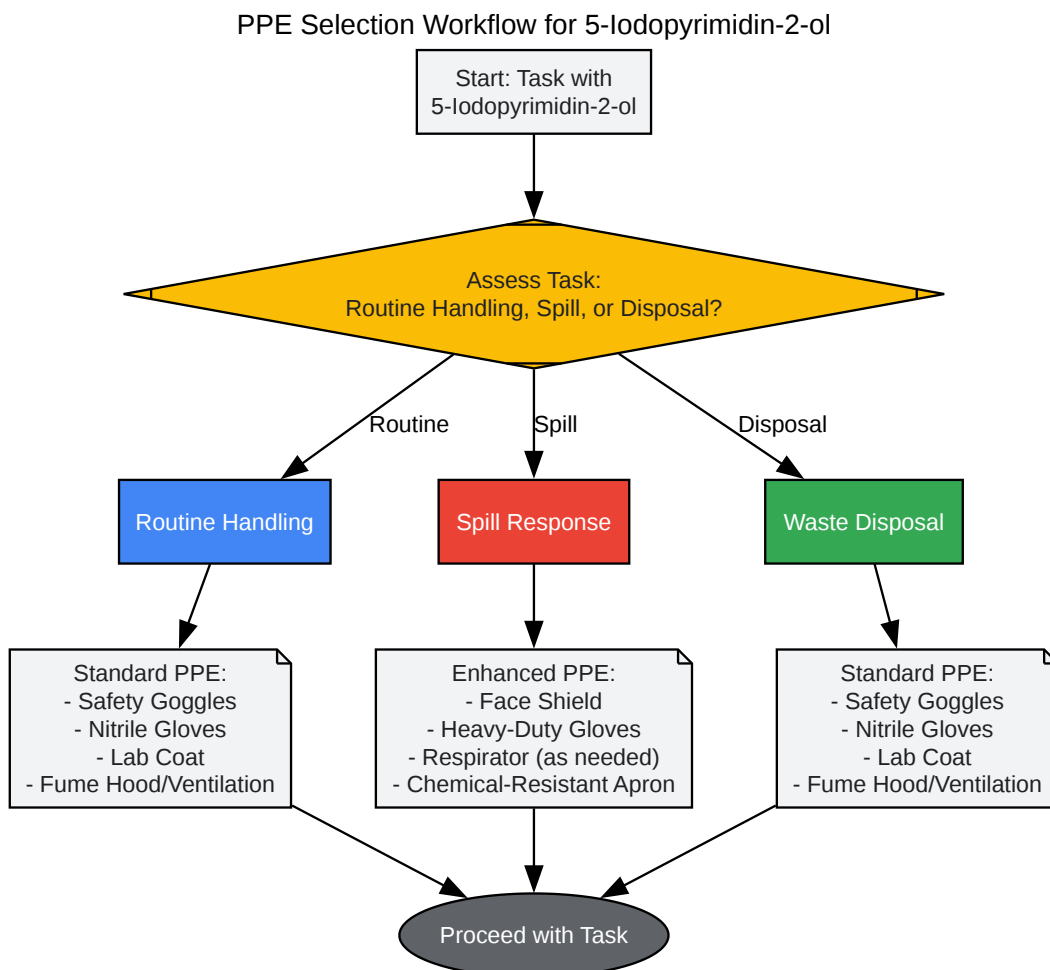 PPE Selection Workflow for 5-Iodopyrimidin-2-ol
Start: Task with
5-Iodopyrimidin-2-ol
Assess Task:
Routine Handling, Spill, or Disposal?
Routine
Spill
Disposal
Routine Handling
Spill Response
Waste Disposal
Standard PPE:
- Safety Goggles
- Nitrile Gloves
- Lab Coat
- Fume Hood/Ventilation
Enhanced PPE:
- Face Shield
- Heavy-Duty Gloves
- Respirator (as needed)
- Chemical-Resistant Apron
Standard PPE:
- Safety Goggles
- Nitrile Gloves
- Lab Coat
- Fume Hood/Ventilation
Proceed with Task